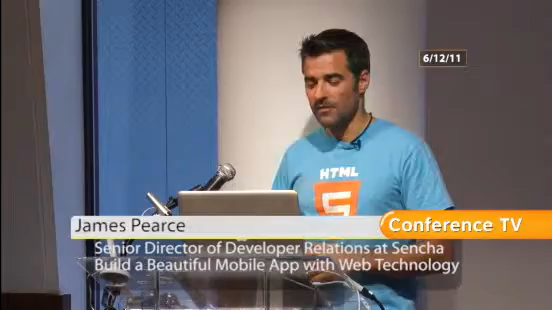 6/12/11
HTML
5
James Pearce
Conference TV
Senior Director of Developer Relations at Sencha
Build a Beautiful Mobile App with Web Technology